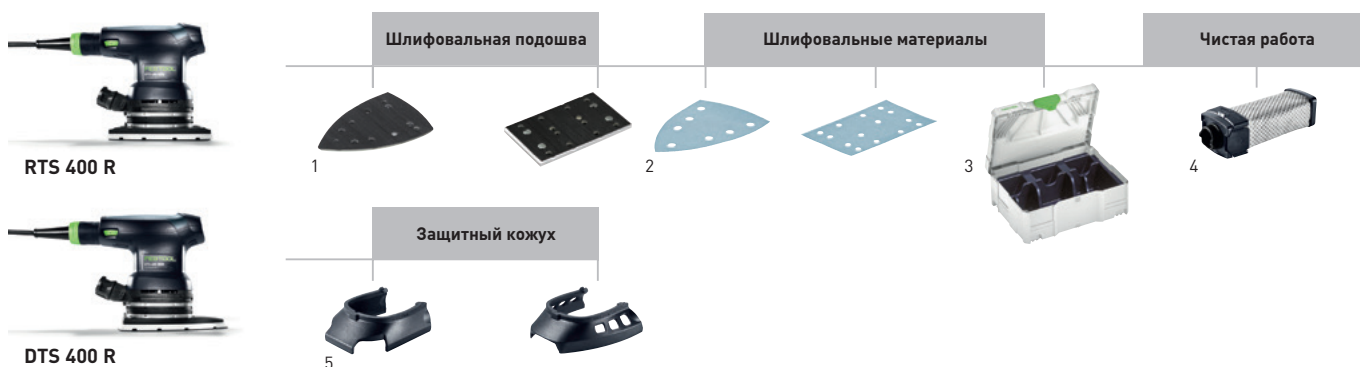 Шлифовальная подошва
Шлифовальные материалы
Чистая работа
RTS 400 R
1
2
3
4
Защитный кожух
DTS 400 R
5